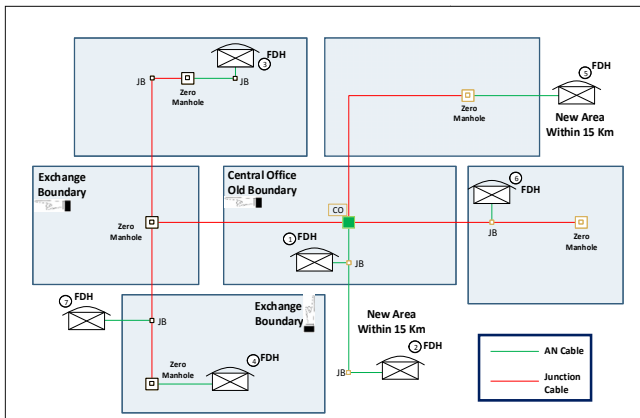 3
FDH
JB
JB
Zero
Manhole
5
FDH
Zero
Manhole
New Area
Within 15 Km
Exchange
Boundary
Central Office
Old Boundary
6
FDH
CO
Zero
Manhole
JB
Zero
Manhole
1
FDH
JB
7
FDH
JB
Exchange
Boundary
New Area
Within 15 Km
Zero
Manhole
4
FDH
2
FDH
JB
AN Cable
Junction
Cable